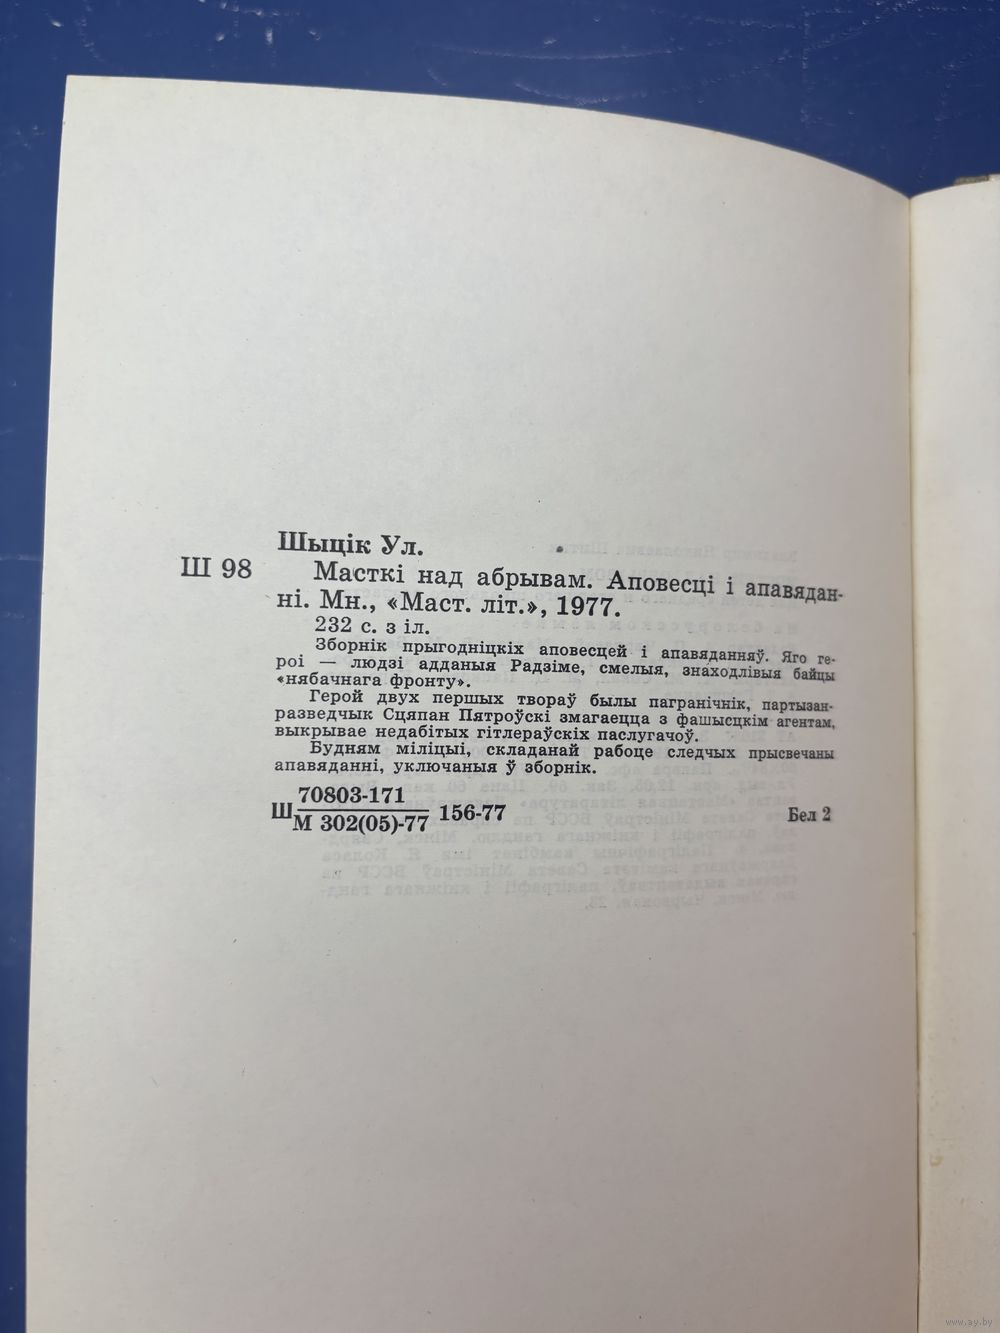 Шыцік Ул.
Ш 98
Масткі над абрывам. Аповесці і апавядан-
ні. Мн., «Маст. літ.», 1977.
232 с. з іл.
Зборнік прыгодніцкіх аповесцей і апавяданняў. Яго ге-
роі — людзі адданыя Радзіме, смелыя, знаходлівыя байцы
«нябачнага фронту».
Герой двух першых твораў былы пагранічнік, партызан-
разведчык Сцяпан Пятроўскі змагаецца з фашысцкім агентам,
выкрывае недабітых гітлераўскіх паслугачоў.
Будням міліцыі, складанай рабоце следчых прысвечаны
апавяданні, уключаныя ў зборнік.
Ш 70803-171
М 302(05)-77 156-77 Бел 2
www.ay.by